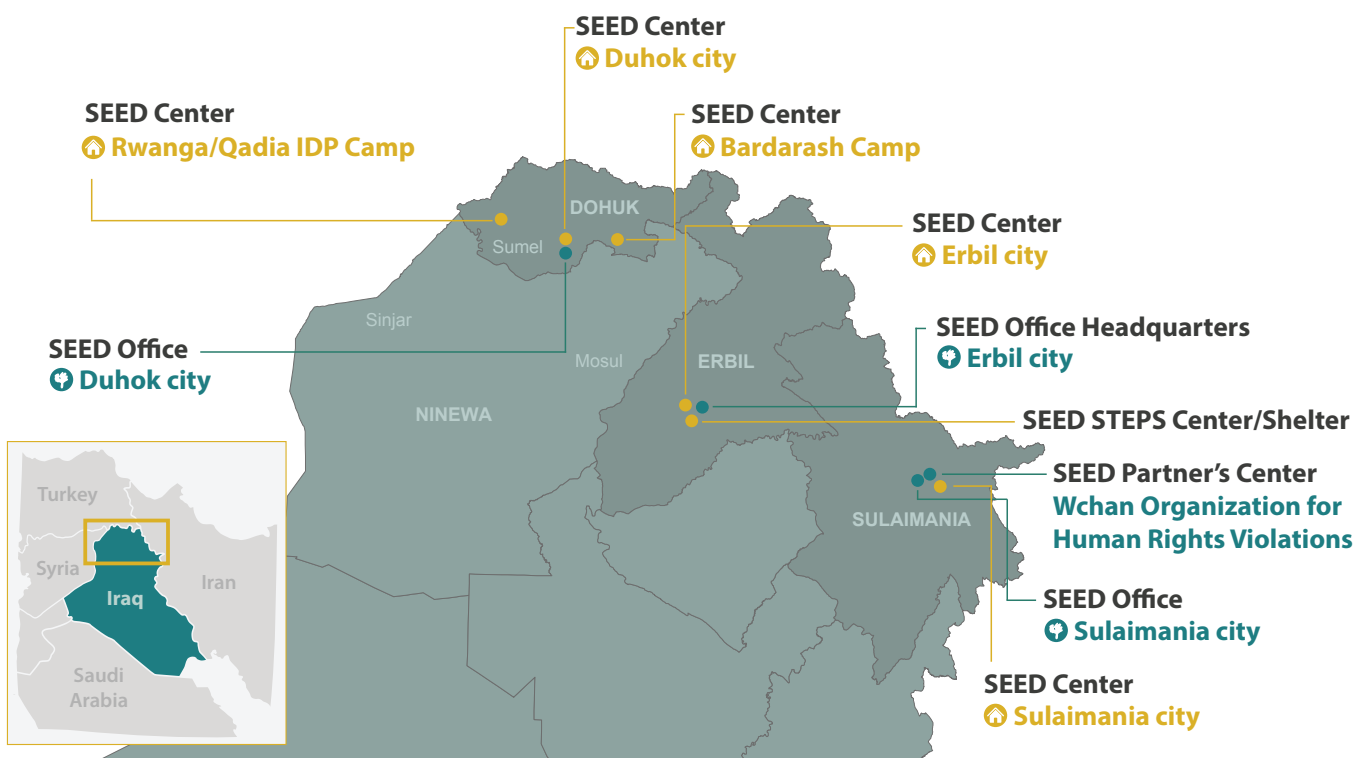 SEED Center
Duhok city
SEED Center
Rwanga/Qadia IDP Camp
SEED Center
Bardarash Camp
DOHUK
Sumel
SEED Center
Erbil city
Sinjar
SEED Office
Duhok city
Mosul
ERBIL
SEED Office Headquarters
Erbil city
NINEWA
SEED STEPS Center/Shelter
SEED Partner's Center
Wchan Organization for
Human Rights Violations
SULAIMANIA
SEED Office
Sulaimania city
SEED Center
Sulaimania city
Turkey
Syria
Iraq
Iran
Saudi
Arabia